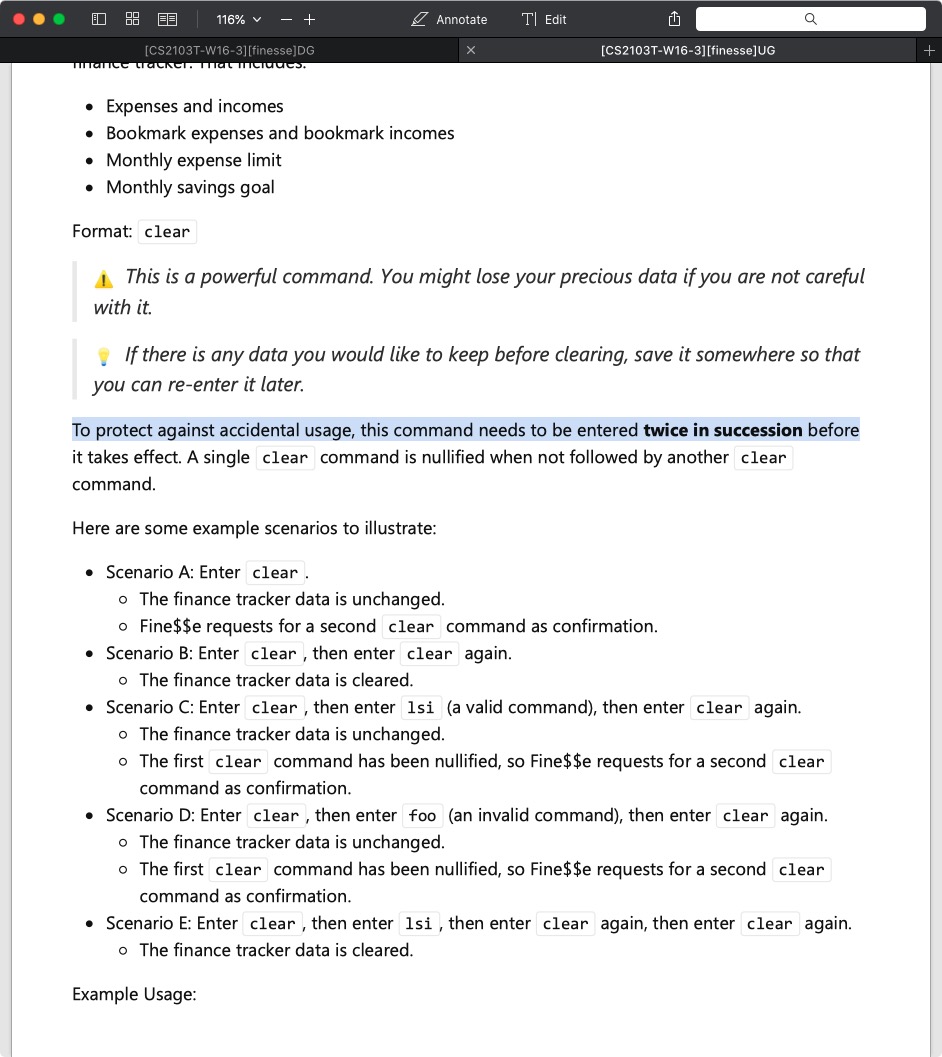 116%
Annotate
T Edit
[CS2103T-W16-3][finesse]DG
[CS2103T-W16-3][finesse]UG
finance tracker. That includes:
• Expenses and incomes
• Bookmark expenses and bookmark incomes
• Monthly expense limit
• Monthly savings goal
Format: clear
⚠️ This is a powerful command. You might lose your precious data if you are not careful
with it.
💡 If there is any data you would like to keep before clearing, save it somewhere so that
you can re-enter it later.
To protect against accidental usage, this command needs to be entered twice in succession before
it takes effect. A single clear command is nullified when not followed by another clear
command.
Here are some example scenarios to illustrate:
• Scenario A: Enter clear.
○ The finance tracker data is unchanged.
○ Fine$$e requests for a second clear command as confirmation.
• Scenario B: Enter clear, then enter clear again.
○ The finance tracker data is cleared.
• Scenario C: Enter clear, then enter lsi (a valid command), then enter clear again.
○ The finance tracker data is unchanged.
○ The first clear command has been nullified, so Fine$$e requests for a second clear
command as confirmation.
• Scenario D: Enter clear, then enter foo (an invalid command), then enter clear again.
○ The finance tracker data is unchanged.
○ The first clear command has been nullified, so Fine$$e requests for a second clear
command as confirmation.
• Scenario E: Enter clear, then enter lsi, then enter clear again, then enter clear again.
○ The finance tracker data is cleared.
Example Usage: